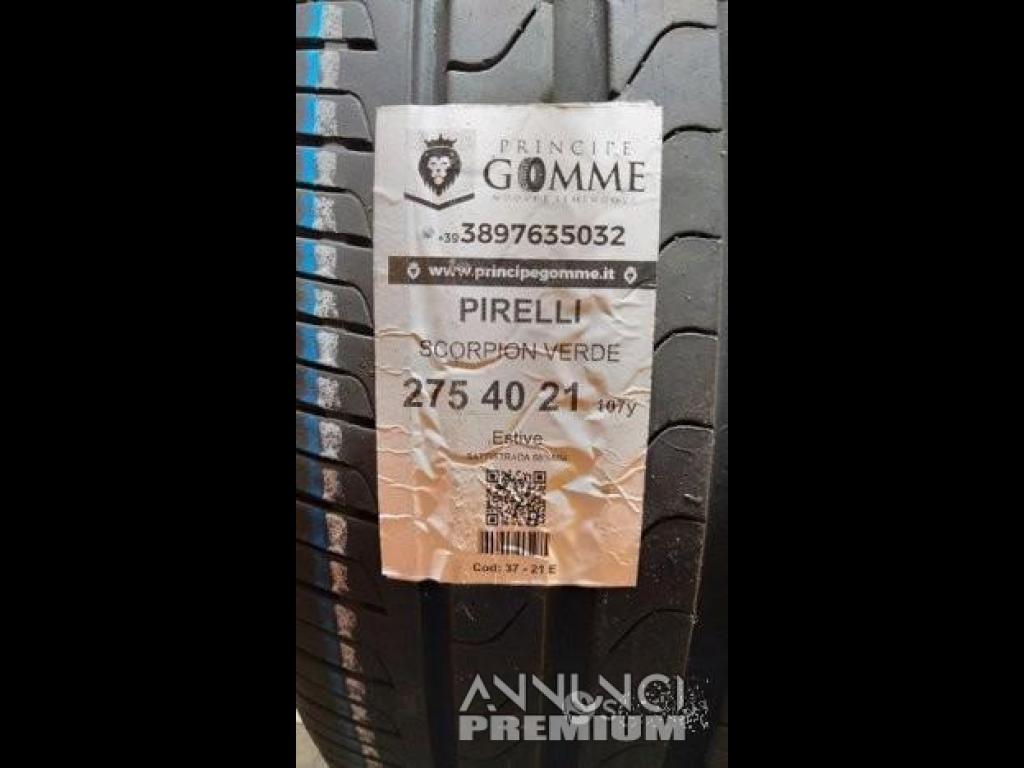 PRINCIPE
GOMME
+39 3897635032
www.principegomme.it
PIRELLI
SCORPION VERDE
275 40 21 107y
Estive
Cod: 37 - 21 E
ANNUNCI
PREMIUM